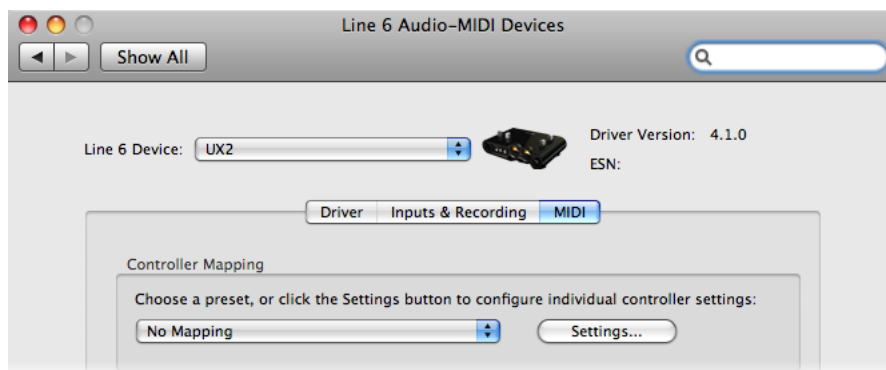 Line 6 Audio-MIDI Devices
Show All
Line 6 Device: UX2
Driver Version: 4.1.0
ESN:
Driver Inputs & Recording MIDI
Controller Mapping
Choose a preset, or click the Settings button to configure individual controller settings:
No Mapping Settings...